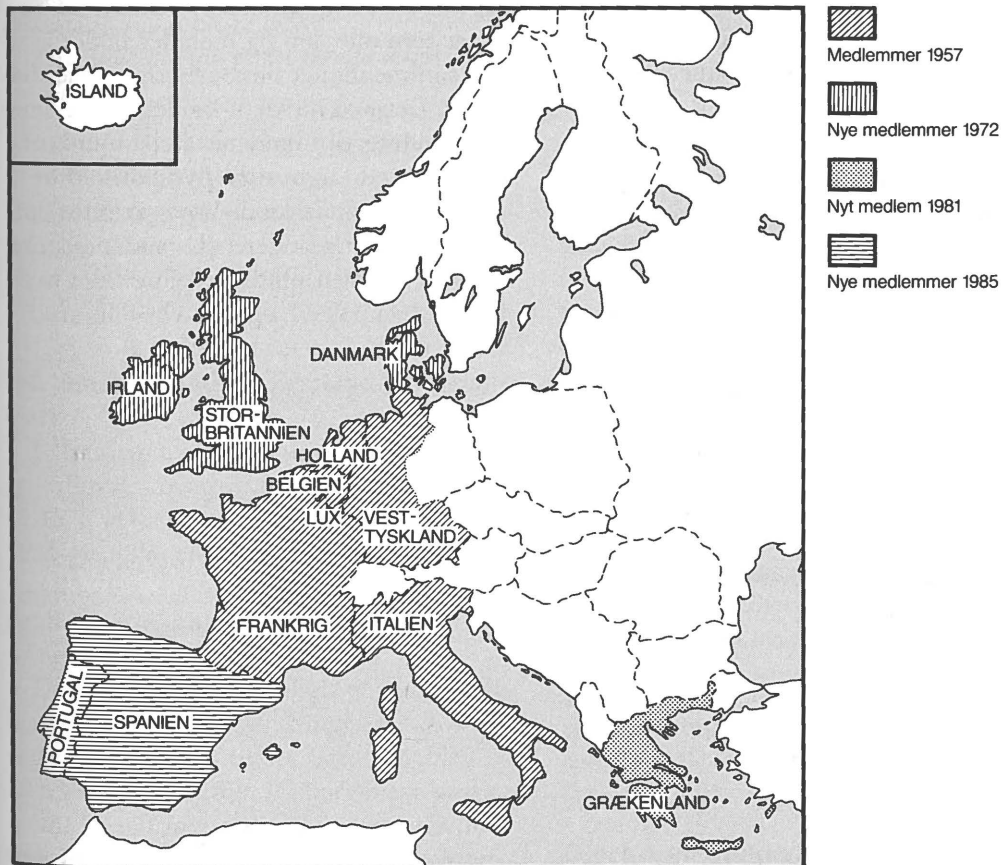 ISLAND
Medlemmer 1957
Nye medlemmer 1972
Nyt medlem 1981
Nye medlemmer 1985
DANMARK
IRLAND
STOR-
BRITANNIEN
HOLLAND
BELGIEN
LUX
VEST-
TYSKLAND
FRANKRIG
ITALIEN
PORTUGAL
SPANIEN
GRÆKENLAND